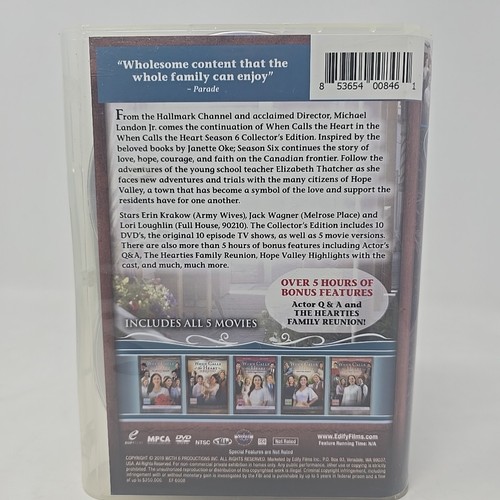 “Wholesome content that the
whole family can enjoy”
~ Parade
8 53654 00846 1
From the Hallmark Channel and acclaimed Director, Michael
Landon Jr. comes the continuation of When Calls the Heart in the
When Calls the Heart Season 6 Collector's Edition. Inspired by the
beloved books by Janette Oke; Season Six continues the story of
love, hope, courage, and faith on the Canadian frontier. Follow the
adventures of the young school teacher Elizabeth Thatcher as she
faces new adventures and trials with the many citizens of Hope
Valley, a town that has become a symbol of the love and support the
residents have for one another.
Stars Erin Krakow (Army Wives), Jack Wagner (Melrose Place) and
Lori Loughlin (Full House, 90210). The Collector's Edition includes 10
DVD's, the original 10 episode TV shows, as well as 5 movie versions.
There are also more than 5 hours of bonus features including Actor's
Q&A, The Hearties Family Reunion, Hope Valley Highlights with the
cast, and much, much more.
OVER 5 HOURS OF
BONUS FEATURES
Actor Q & A and
THE HEARTIES
FAMILY REUNION!
INCLUDES ALL 5 MOVIES
MPCA DVD NTSC Not Rated
www.EdifyFilms.com
Feature Running Time: N/A
Special Features are Not Rated